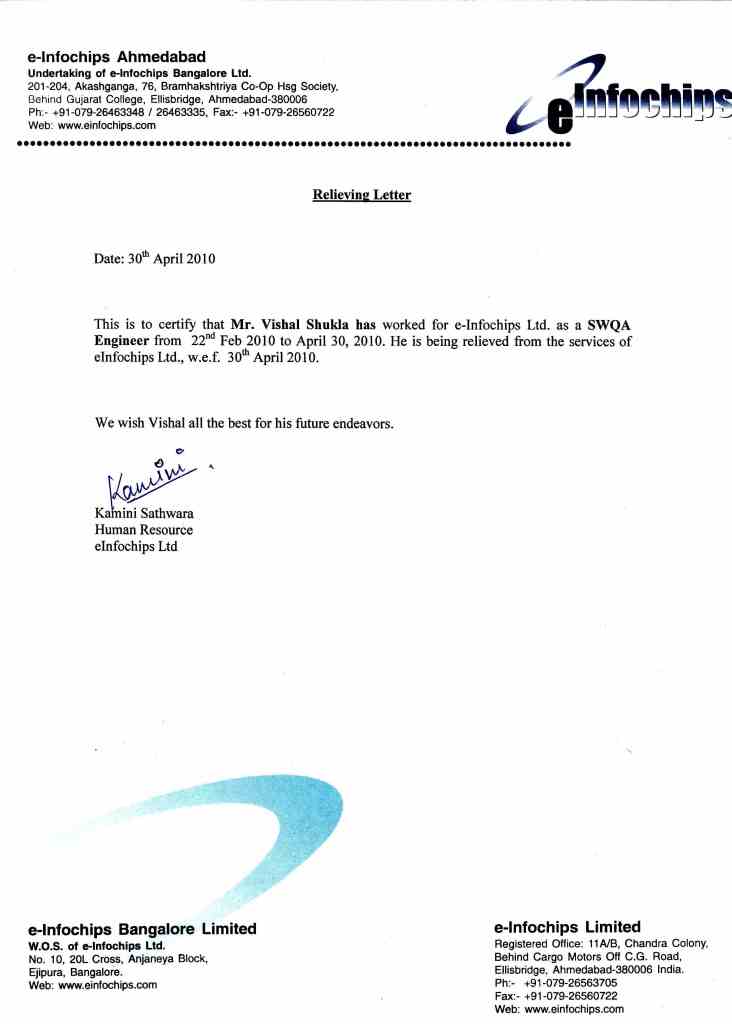 e-Infochips Ahmedabad
Undertaking of e-Infochips Bangalore Ltd.
201-204, Akashganga, 76, Bramhakshtriya Co-Op Hsg Society,
Behind Gujarat College, Ellisbridge, Ahmedabad-380006
Ph:- +91-079-26463348 / 26463335, Fax:- +91-079-26560722
Web: www.einfochips.com
eInfochips
Relieving Letter
Date: 30th April 2010
This is to certify that Mr. Vishal Shukla has worked for e-Infochips Ltd. as a SWQA
Engineer from 22nd Feb 2010 to April 30, 2010. He is being relieved from the services of
eInfochips Ltd., w.e.f. 30th April 2010.
We wish Vishal all the best for his future endeavors.
Kamini
Kamini Sathwara
Human Resource
eInfochips Ltd
e-Infochips Bangalore Limited
W.O.S. of e-Infochips Ltd.
No. 10, 20L Cross, Anjaneya Block,
Ejipura, Bangalore.
Web: www.einfochips.com
e-Infochips Limited
Registered Office: 11A/B, Chandra Colony,
Behind Cargo Motors Off C.G. Road,
Ellisbridge, Ahmedabad-380006 India.
Ph:- +91-079-26563705
Fax:- +91-079-26560722
Web: www.einfochips.com